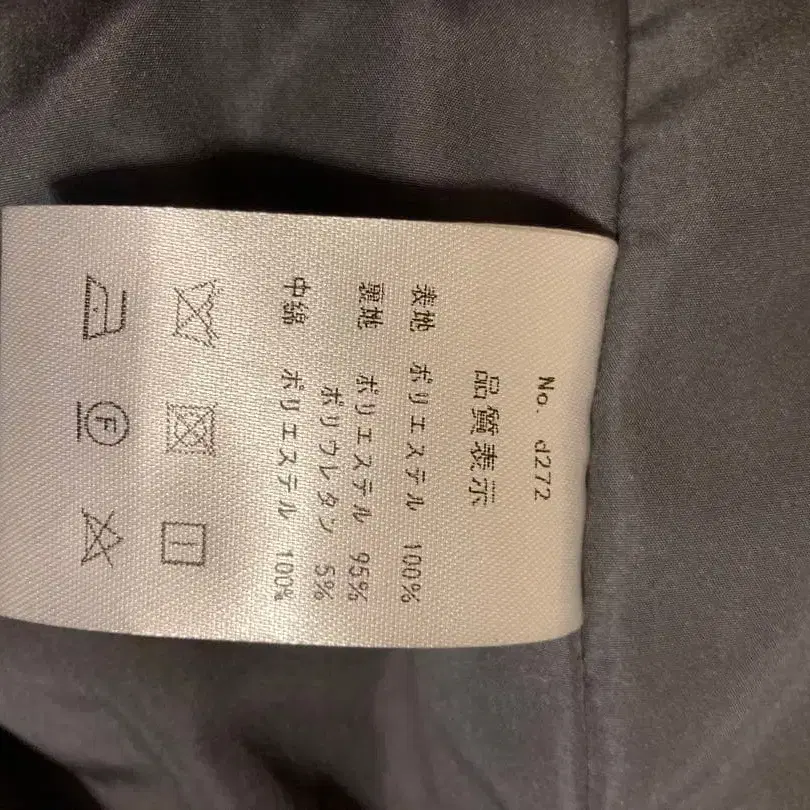 No. d272
品質表示
表地 ポリエステル 100%
裏地 ポリエステル 95%
ポリウレタン 5%
中綿 ポリエステル 100%
F